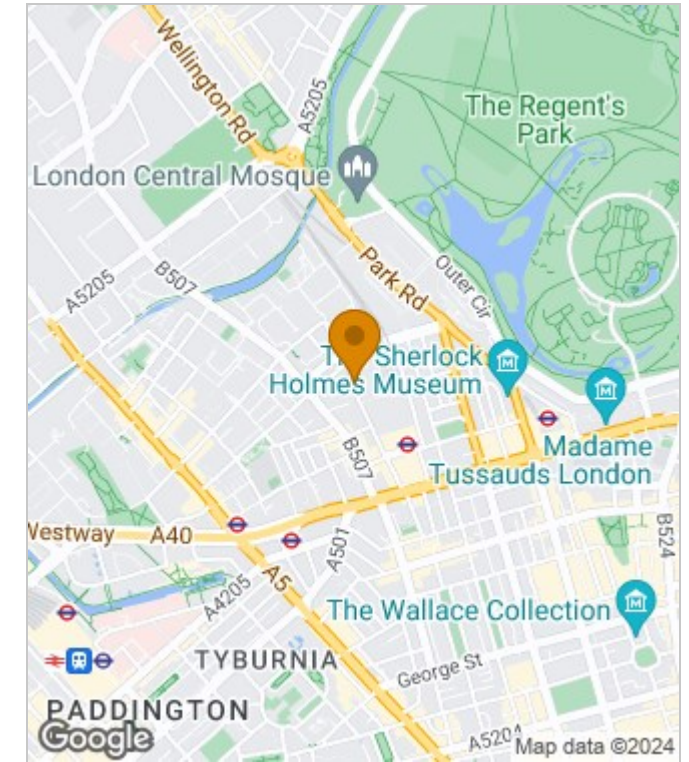 Wellington Rd
A5205
The Regent's
Park
London Central Mosque
Park Rd
Outer Cir
B507
A5205
The Sherlock
Holmes Museum
Madame
Tussauds London
B507
Westway
A40
A501
B524
A5
A4205
The Wallace Collection
TYBURNIA
George St
PADDINGTON
Google
A5204
Map data ©2024